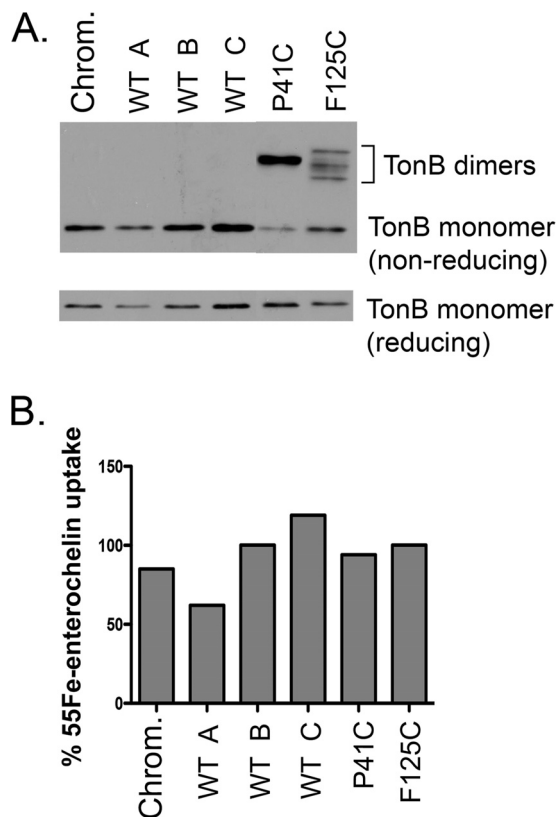 A.
Chrom.
WT A
WT B
WT C
P41C
F125C
TonB dimers
TonB monomer
(non-reducing)
TonB monomer
(reducing)
B.
% 55Fe-enterochelin uptake
150
100
50
0
Chrom.
WT A
WT B
WT C
P41C
F125C